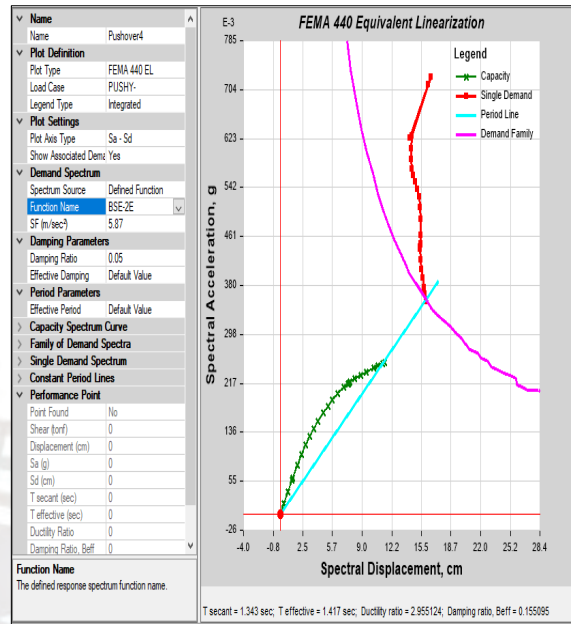 Name
Name Pushover4
Plot Definition
Plot Type FEMA 440 EL
Load Case PUSHY-
Legend Type Integrated
Plot Settings
Plot Axis Type Sa - Sd
Show Associated Dema Yes
Demand Spectrum
Spectrum Source Defined Function
Function Name BSE-2E
SF (m/sec²) 5.87
Damping Parameters
Damping Ratio 0.05
Effective Damping Default Value
Period Parameters
Effective Period Default Value
Capacity Spectrum Curve
Family of Demand Spectra
Single Demand Spectrum
Constant Period Lines
Performance Point
Point Found No
Shear (tonf) 0
Displacement (cm) 0
Sa (g) 0
Sd (cm) 0
T secant (sec) 0
T effective (sec) 0
Ductility Ratio 0
Damping Ratio, Beff 0
Function Name
The defined response spectrum function name.
E-3
FEMA 440 Equivalent Linearization
Legend
Capacity
Single Demand
Period Line
Demand Family
785
704
623
542
461
380
298
217
136
55
-26
Spectral Acceleration, g
-4.0 -0.8 2.5 5.7 9.0 12.2 15.5 18.7 22.0 25.2 28.4
Spectral Displacement, cm
T secant = 1.343 sec; T effective = 1.417 sec; Ductility ratio = 2.955124; Damping ratio, Beff = 0.155095